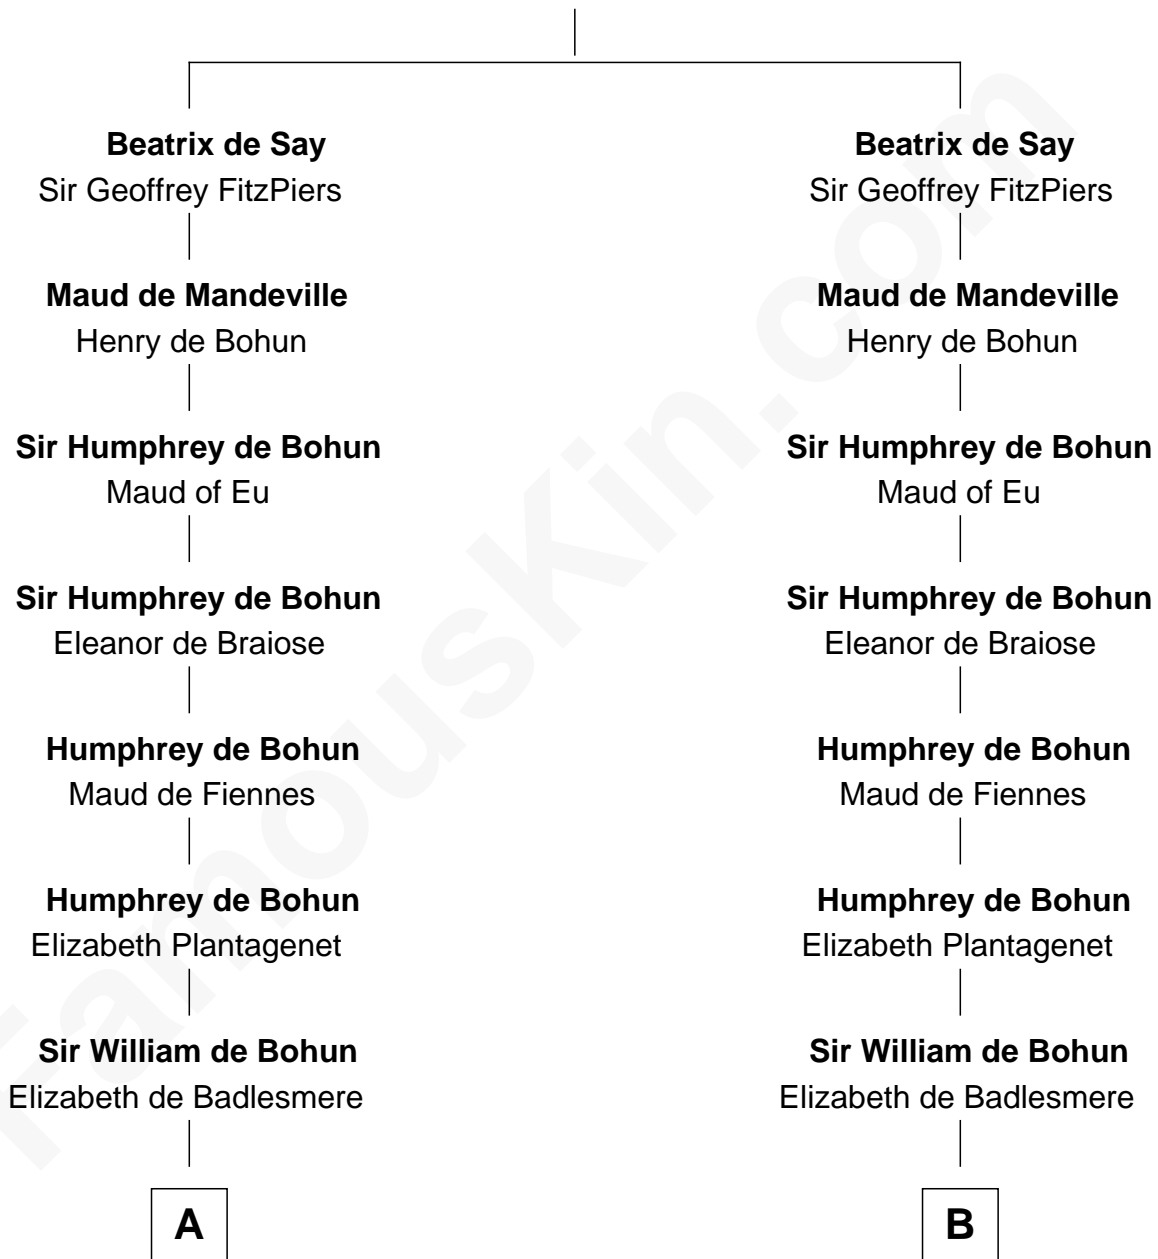 Beatrix de Say
Sir Geoffrey FitzPiers
Maud de Mandeville
Henry de Bohun
Sir Humphrey de Bohun
Maud of Eu
Sir Humphrey de Bohun
Eleanor de Braiose
Humphrey de Bohun
Maud de Fiennes
Humphrey de Bohun
Elizabeth Plantagenet
Sir William de Bohun
Elizabeth de Badlesmere
A
Beatrix de Say
Sir Geoffrey FitzPiers
Maud de Mandeville
Henry de Bohun
Sir Humphrey de Bohun
Maud of Eu
Sir Humphrey de Bohun
Eleanor de Braiose
Humphrey de Bohun
Maud de Fiennes
Humphrey de Bohun
Elizabeth Plantagenet
Sir William de Bohun
Elizabeth de Badlesmere
B
FamousKin.com